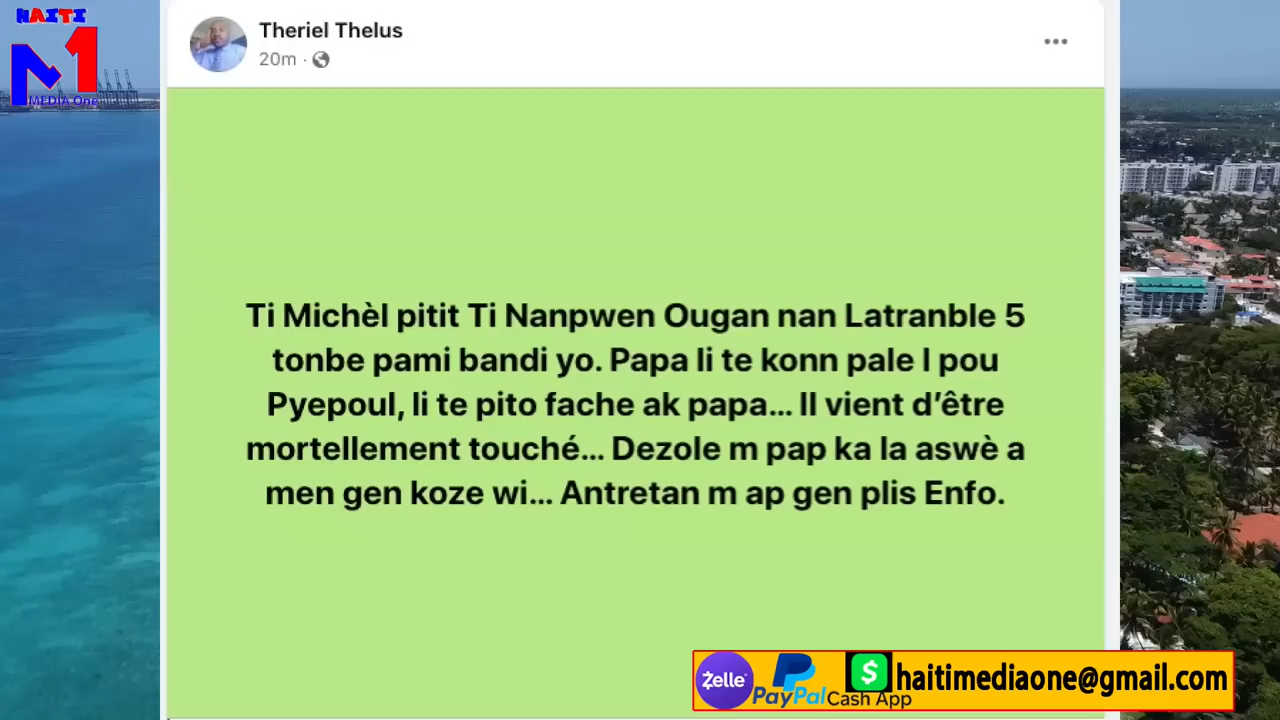 HAITI
M1
MEDIA One
Theriel Thelus
20m ·
Ti Michèl pitit Ti Nanpwen Ougan nan Latranble 5
tonbe pami bandi yo. Papa li te konn pale l pou
Pyepoul, li te pito fache ak papa... Il vient d’être
mortellement touché... Dezole m pap ka la aswè a
men gen koze wi... Antretan m ap gen plis Enfo.
Zelle PayPal $ Cash App haitimediaone@gmail.com